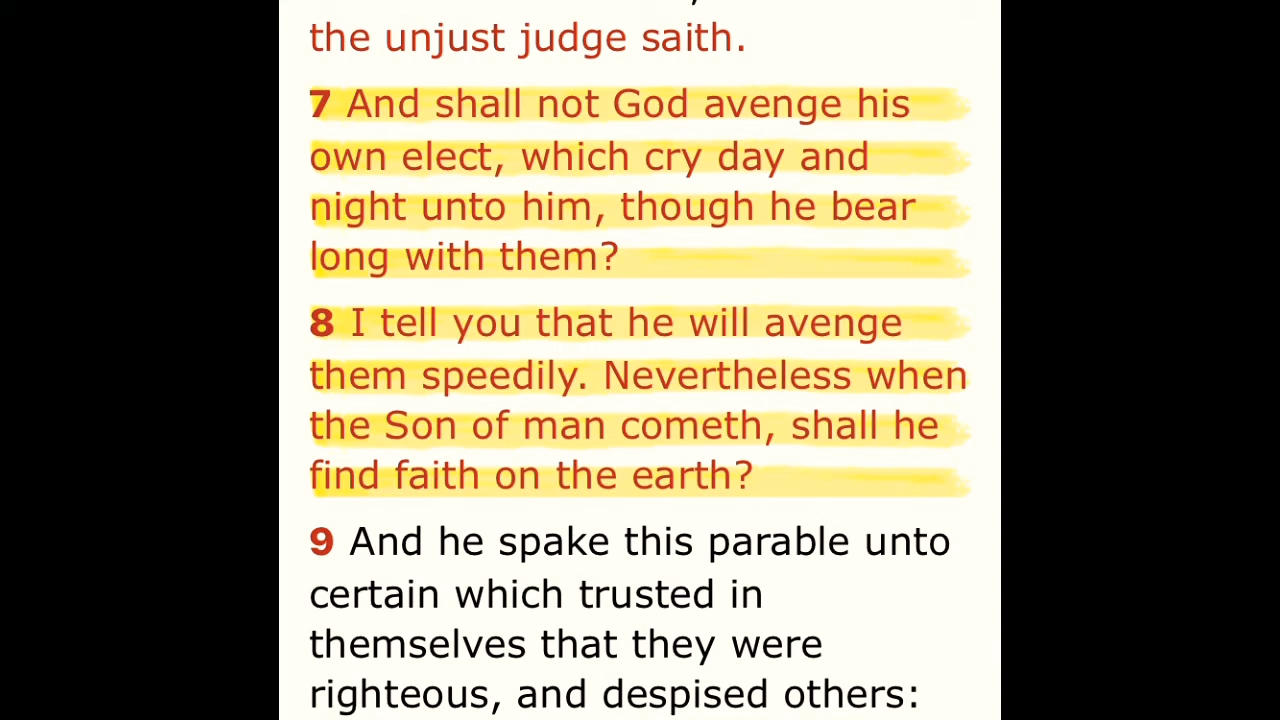 the unjust judge saith.
7 And shall not God avenge his
own elect, which cry day and
night unto him, though he bear
long with them?
8 I tell you that he will avenge
them speedily. Nevertheless when
the Son of man cometh, shall he
find faith on the earth?
9 And he spake this parable unto
certain which trusted in
themselves that they were
righteous, and despised others: